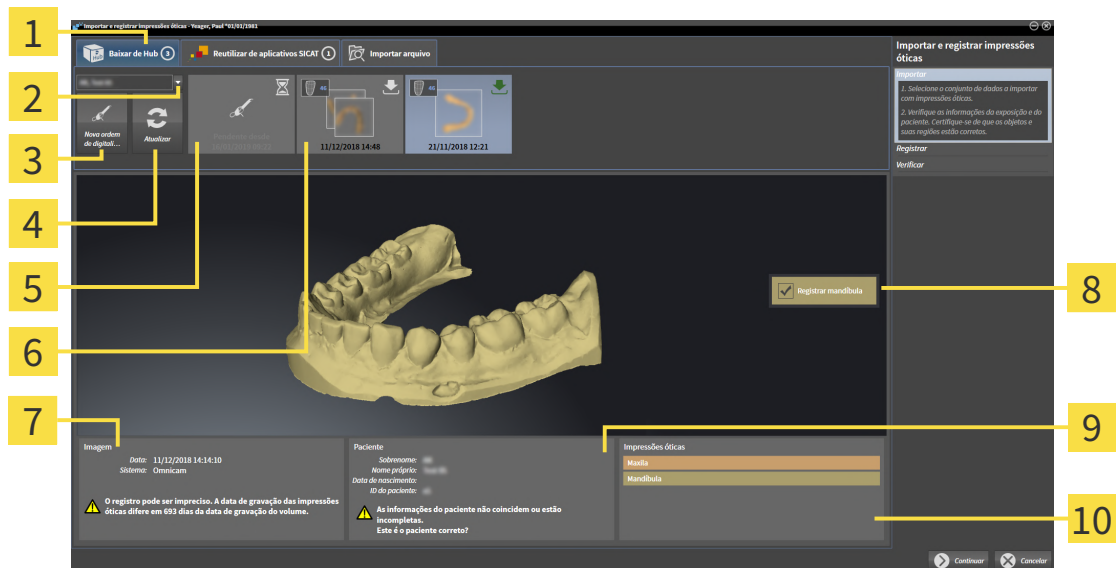 Importar e registrar impressões óticas - Yeager, Paul *01/01/1981
1
Baixar de Hub 3
Reutilizar de aplicativos SICAT 1
Importar arquivo
Importar e registrar impressões
óticas
Importar
1. Selecione o conjunto de dados a importar
com impressões óticas.
2. Verifique as informações da exposição e do
paciente. Certifique-se de que os objetos e
suas regiões estão corretos.
Registrar
Verificar
2
Nova ordem
de digitali...
Atualizar
46
11/12/2018 14:48
46
21/11/2018 12:21
3
4
5
6
Registrar mandíbula
8
7
Imagem
Data: 11/12/2018 14:14:10
Sistema: Omnicam
O registro pode ser impreciso. A data de gravação das impressões
óticas difere em 693 dias da data de gravação do volume.
Paciente
Sobrenome:
Nome próprio:
Data de nascimento:
ID do paciente:
As informações do paciente não coincidem ou estão
incompletas.
Este é o paciente correto?
Impressões óticas
Maxila
Mandíbula
9
10
Continuar
Cancelar